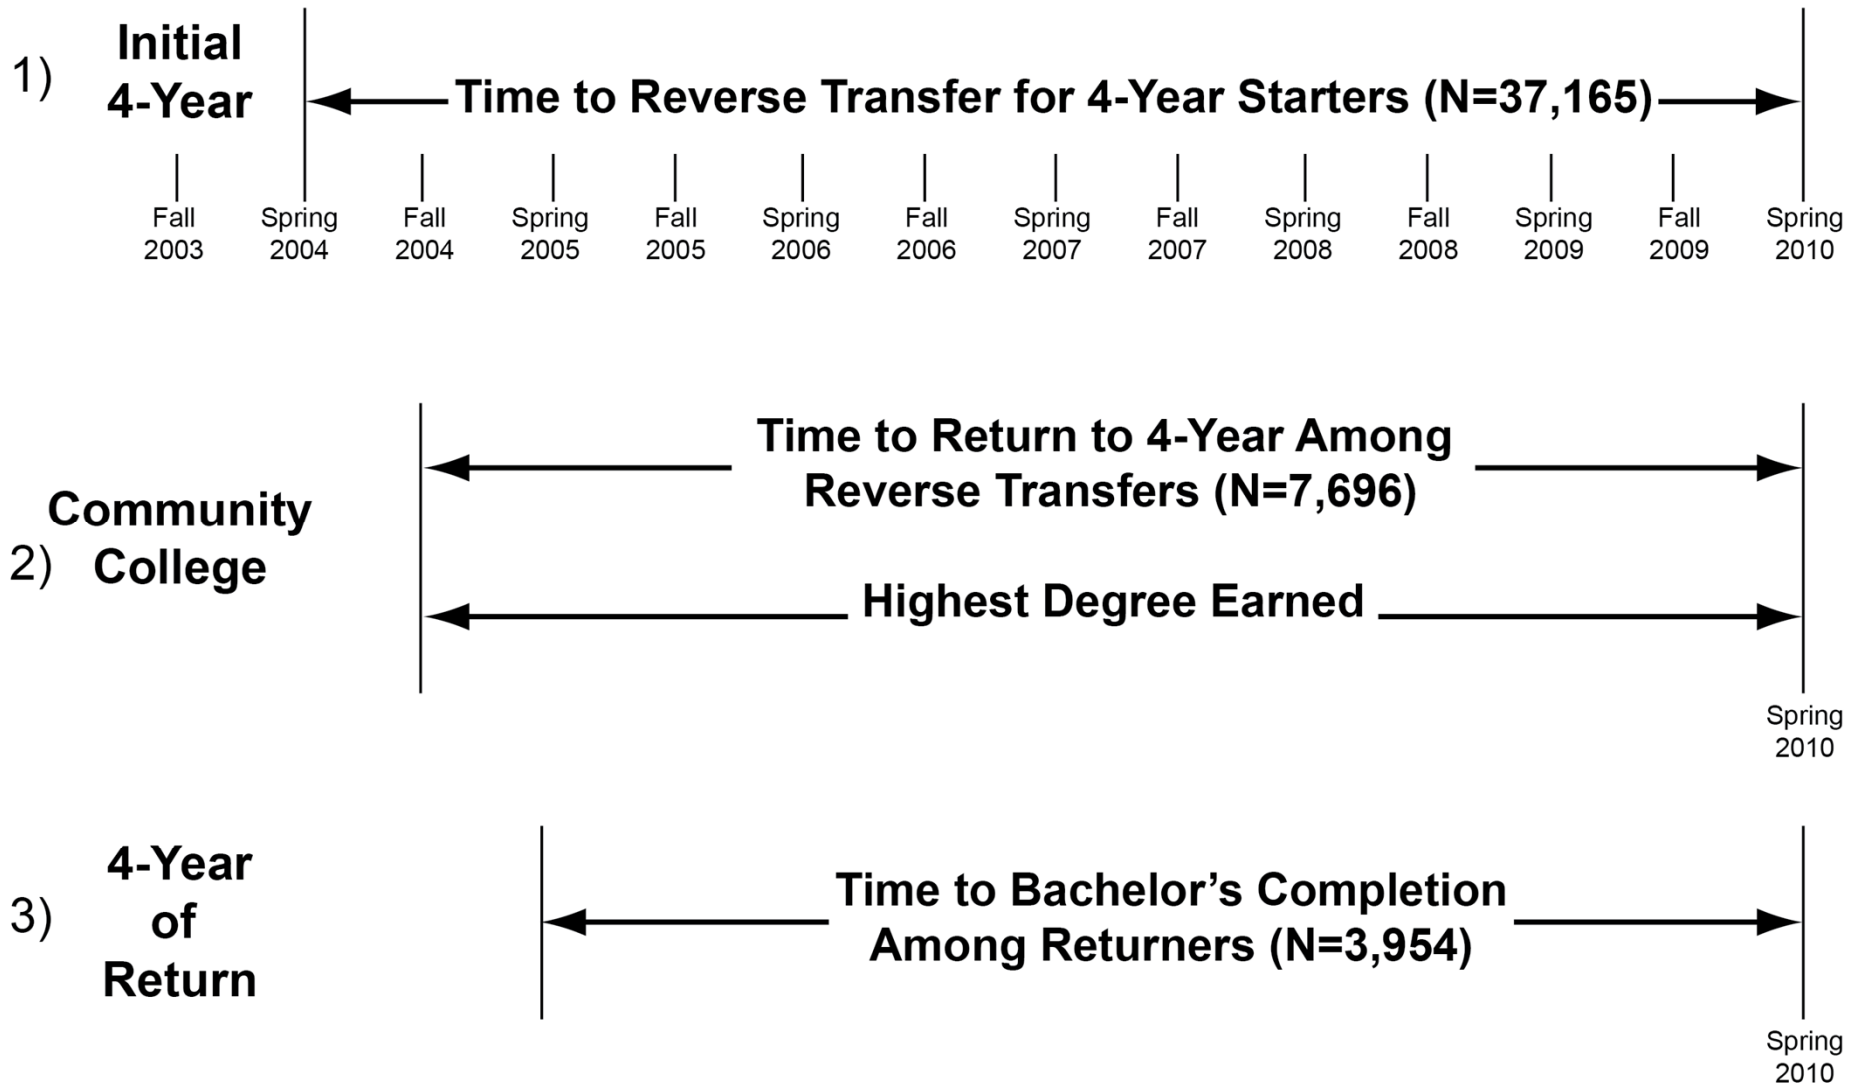 1)
Initial
4-Year
Time to Reverse Transfer for 4-Year Starters (N=37,165)
Fall
2003
Spring
2004
Fall
2004
Spring
2005
Fall
2005
Spring
2006
Fall
2006
Spring
2007
Fall
2007
Spring
2008
Fall
2008
Spring
2009
Fall
2009
Spring
2010
2)
Community
College
Time to Return to 4-Year Among
Reverse Transfers (N=7,696)
Highest Degree Earned
Spring
2010
3)
4-Year
of
Return
Time to Bachelor’s Completion
Among Returners (N=3,954)
Spring
2010